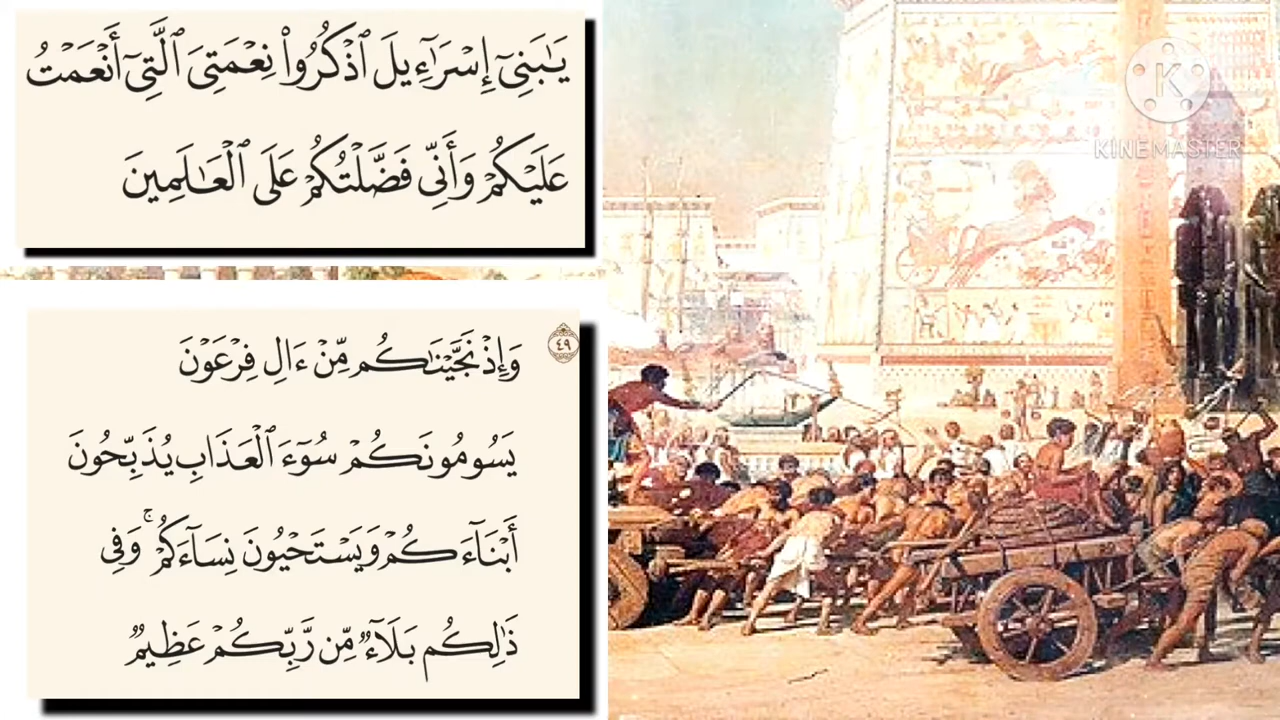 يَـٰبَنِىٓ إِسْرَٰٓءِيلَ ٱذْكُرُوا۟ نِعْمَتِىَ ٱلَّتِىٓ أَنْعَمْتُ
عَلَيْكُمْ وَأَنِّى فَضَّلْتُكُمْ عَلَى ٱلْعَـٰلَمِينَ
٤٩
وَإِذْ نَجَّيْنَـٰكُم مِّنْ ءَالِ فِرْعَوْنَ
يَسُومُونَكُمْ سُوٓءَ ٱلْعَذَابِ يُذَبِّحُونَ
أَبْنَآءَكُمْ وَيَسْتَحْيُونَ نِسَآءَكُمْ ۚ وَفِى
ذَٰلِكُم بَلَآءٌ مِّن رَّبِّكُمْ عَظِيمٌ
K
KINEMASTER